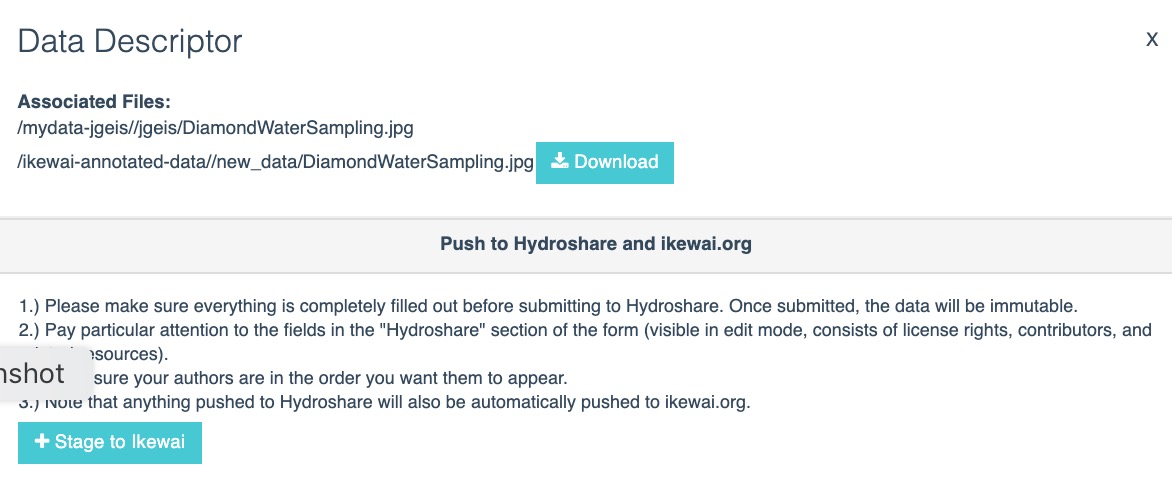 Data Descriptor
X
Associated Files:
/mydata-jgeis//jgeis/DiamondWaterSampling.jpg
/ikewai-annotated-data//new_data/DiamondWaterSampling.jpg Download
Push to Hydroshare and ikewai.org
1.) Please make sure everything is completely filled out before submitting to Hydroshare. Once submitted, the data will be immutable.
2.) Pay particular attention to the fields in the "Hydroshare" section of the form (visible in edit mode, consists of license rights, contributors, and
esources).
nshot
sure your authors are in the order you want them to appear.
3.) Note that anything pushed to Hydroshare will also be automatically pushed to ikewai.org.
+ Stage to Ikewai